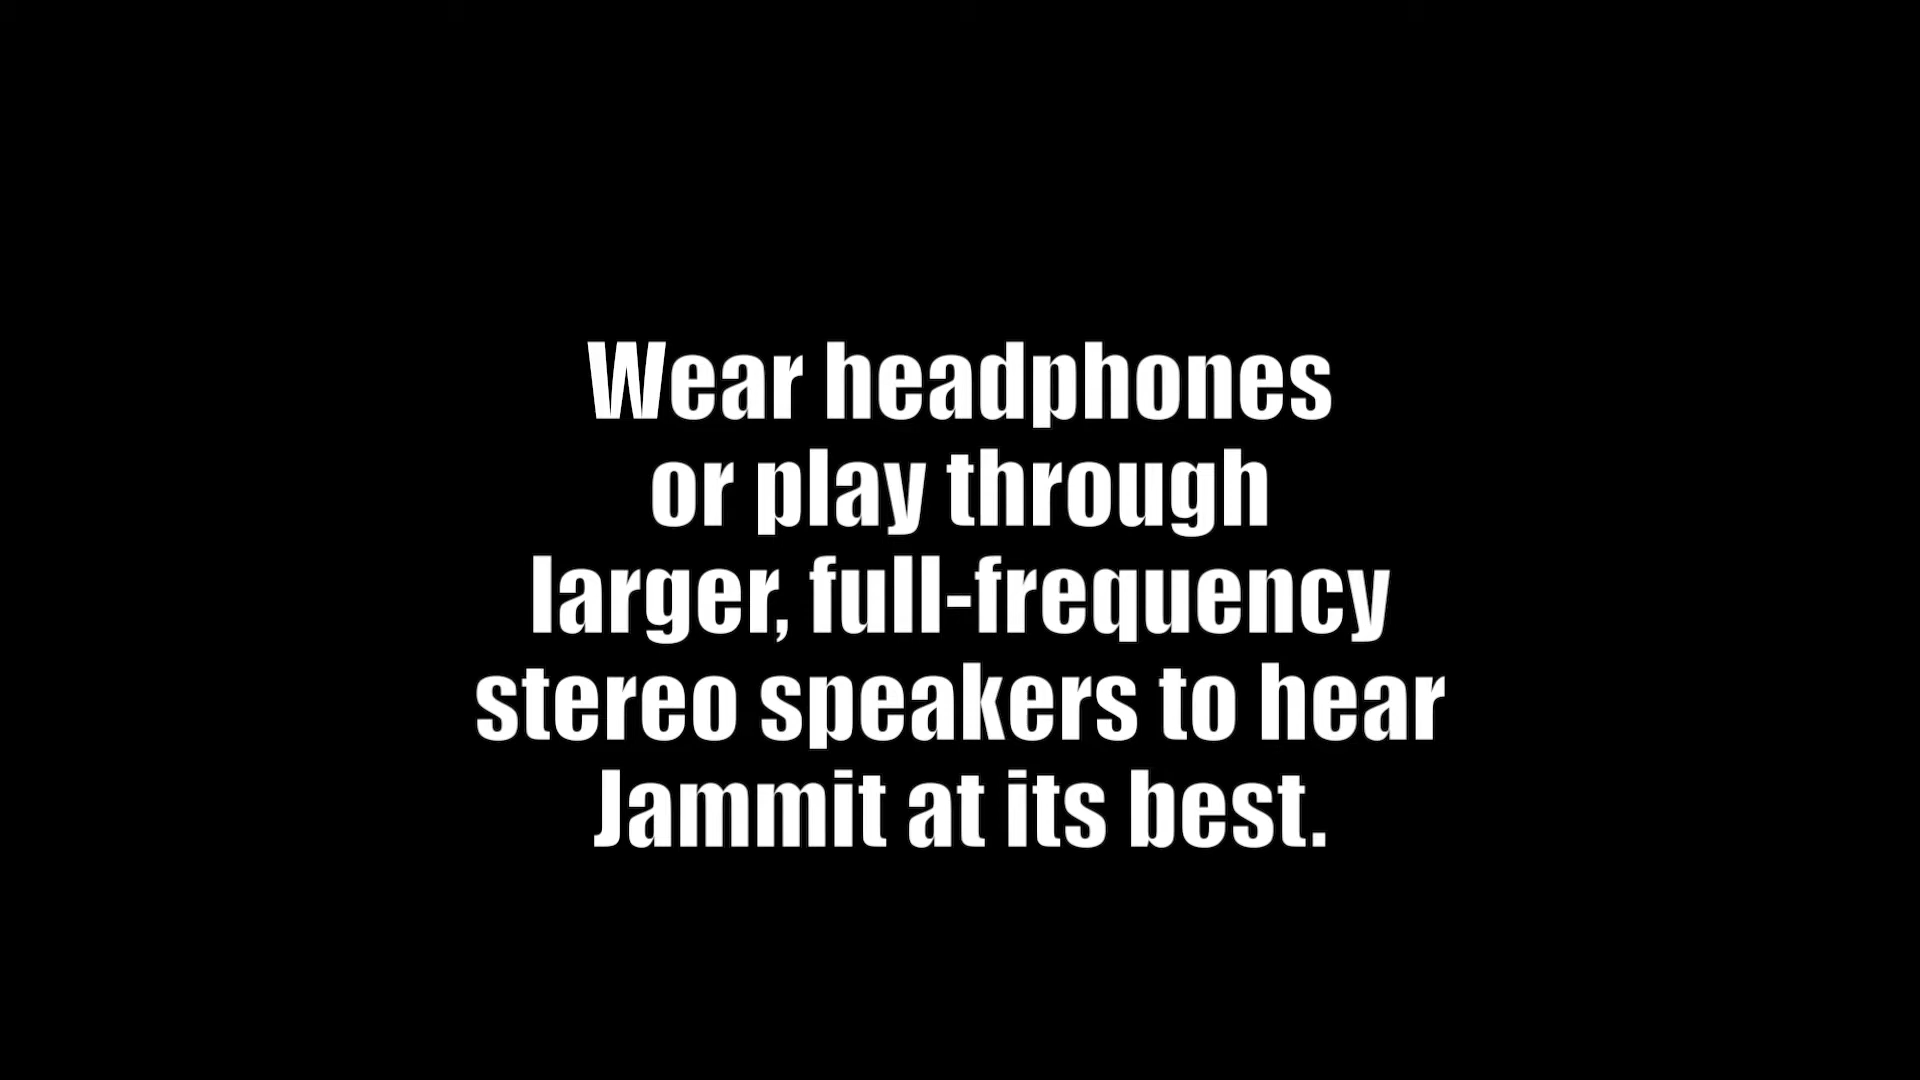 Wear headphones
or play through
larger, full-frequency
stereo speakers to hear
Jammit at its best.